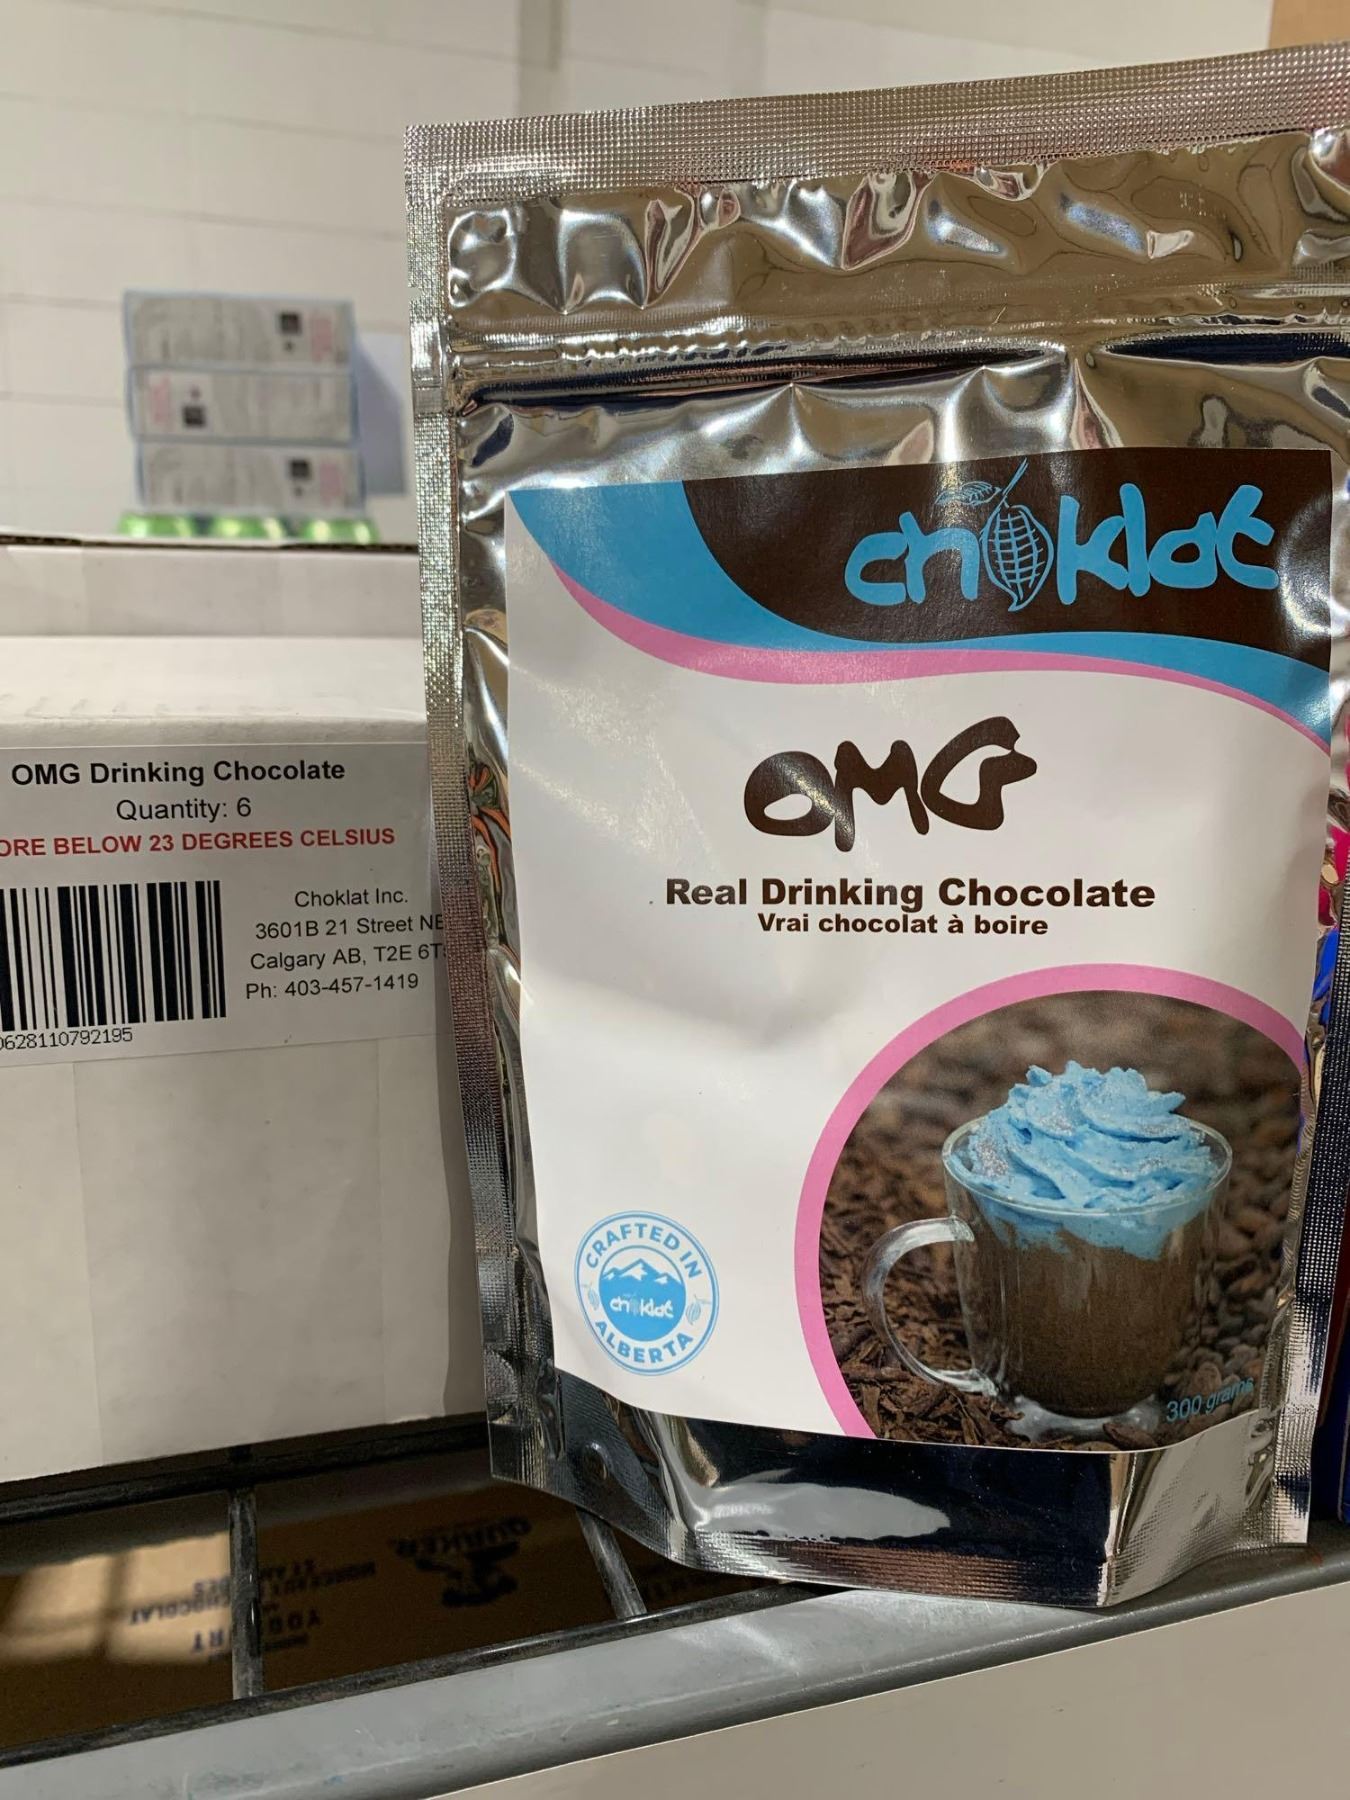 choklat
OMG
Real Drinking Chocolate
Vrai chocolat à boire
CRAFTED IN
choklat
ALBERTA
300 grams
OMG Drinking Chocolate
Quantity: 6
ORE BELOW 23 DEGREES CELSIUS
Choklat Inc.
3601B 21 Street NE
Calgary AB, T2E 6T
Ph: 403-457-1419
0628110792195
QUAKER